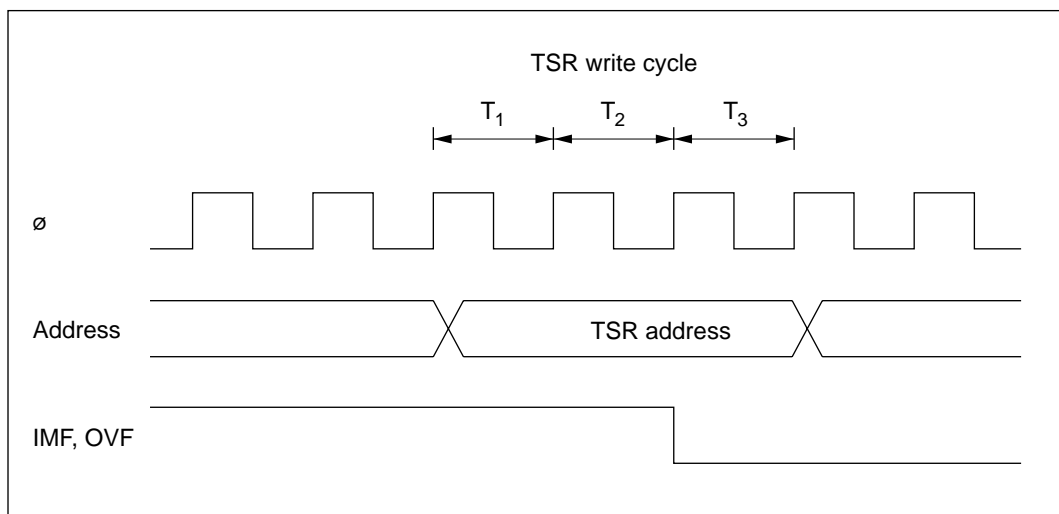 TSR write cycle
T1 T2 T3
ø
Address TSR address
IMF, OVF